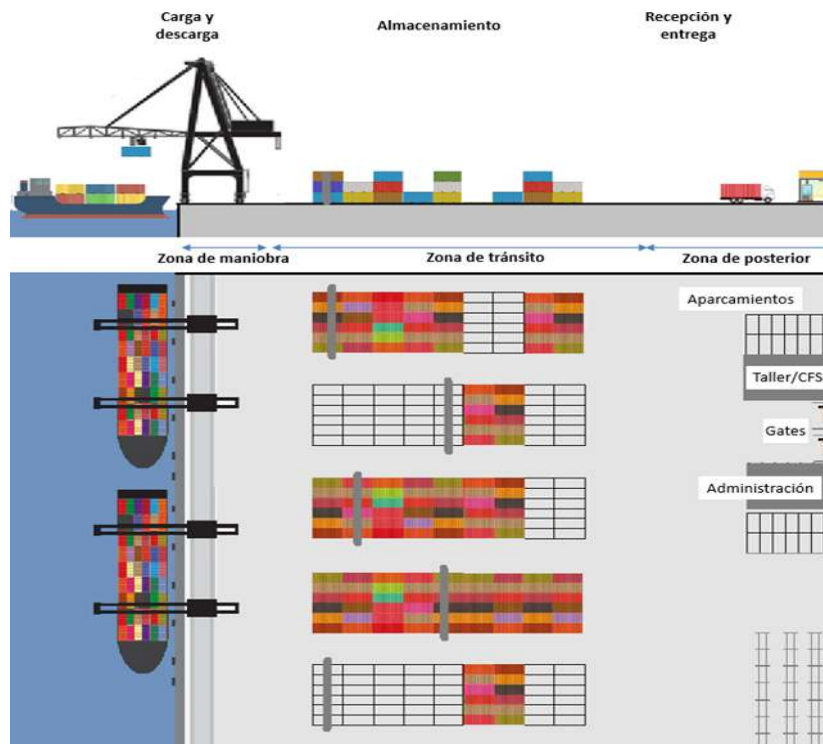 Carga y
descarga
Almacenamiento
Recepción y
entrega
Zona de maniobra
Zona de tránsito
Zona de posterior
Aparcamientos
Taller/CFS
Gates
Administración